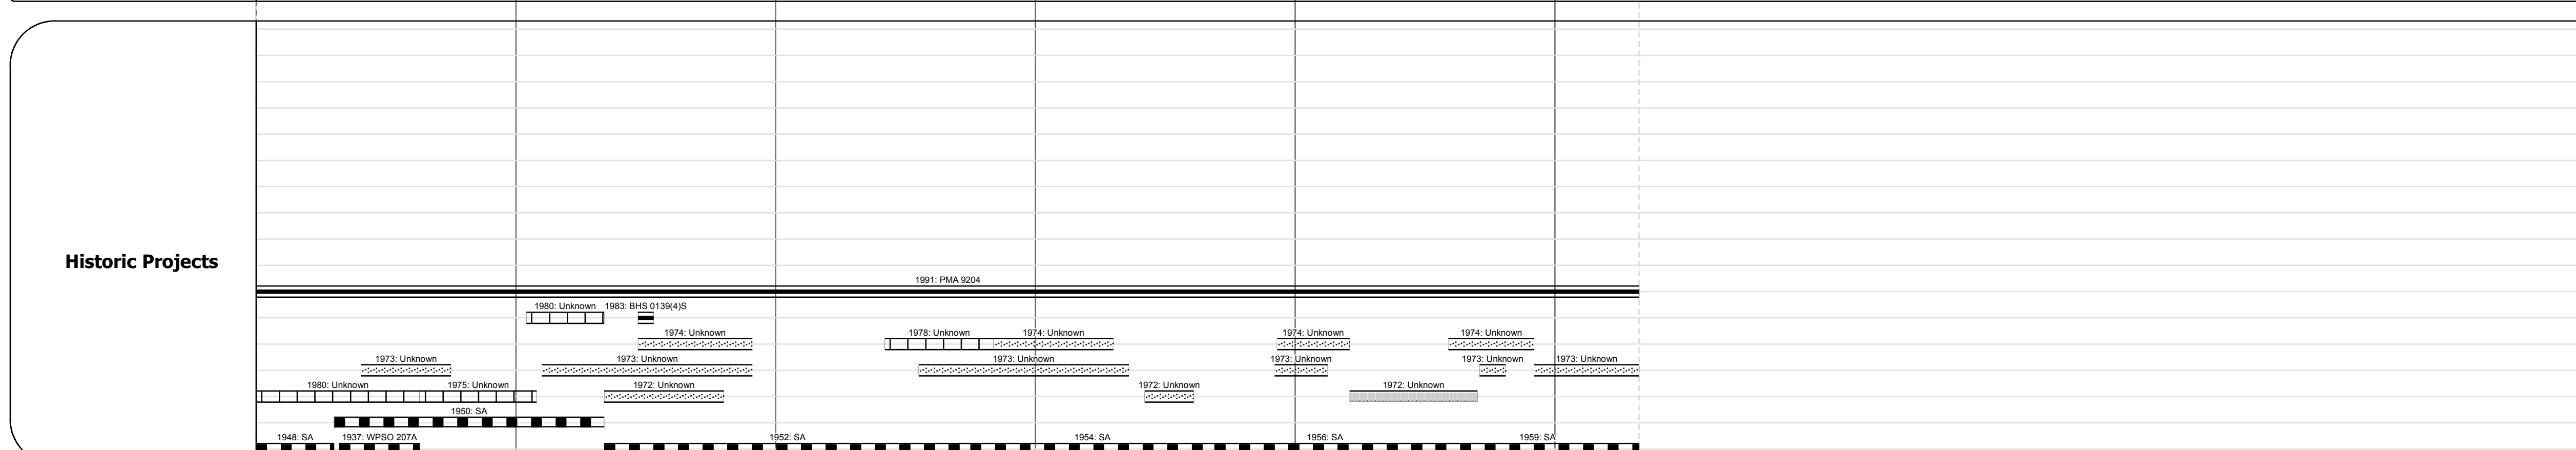 Historic Projects
1991: PMA 9204
1980: Unknown 1983: BHS 0139(4)S
1974: Unknown 1978: Unknown 1974: Unknown 1974: Unknown 1974: Unknown
1973: Unknown 1973: Unknown 1973: Unknown 1973: Unknown 1973: Unknown 1973: Unknown
1980: Unknown 1975: Unknown 1972: Unknown 1972: Unknown 1972: Unknown
1950: SA
1948: SA 1937: WPSO 207A 1952: SA 1954: SA 1956: SA 1959: SA